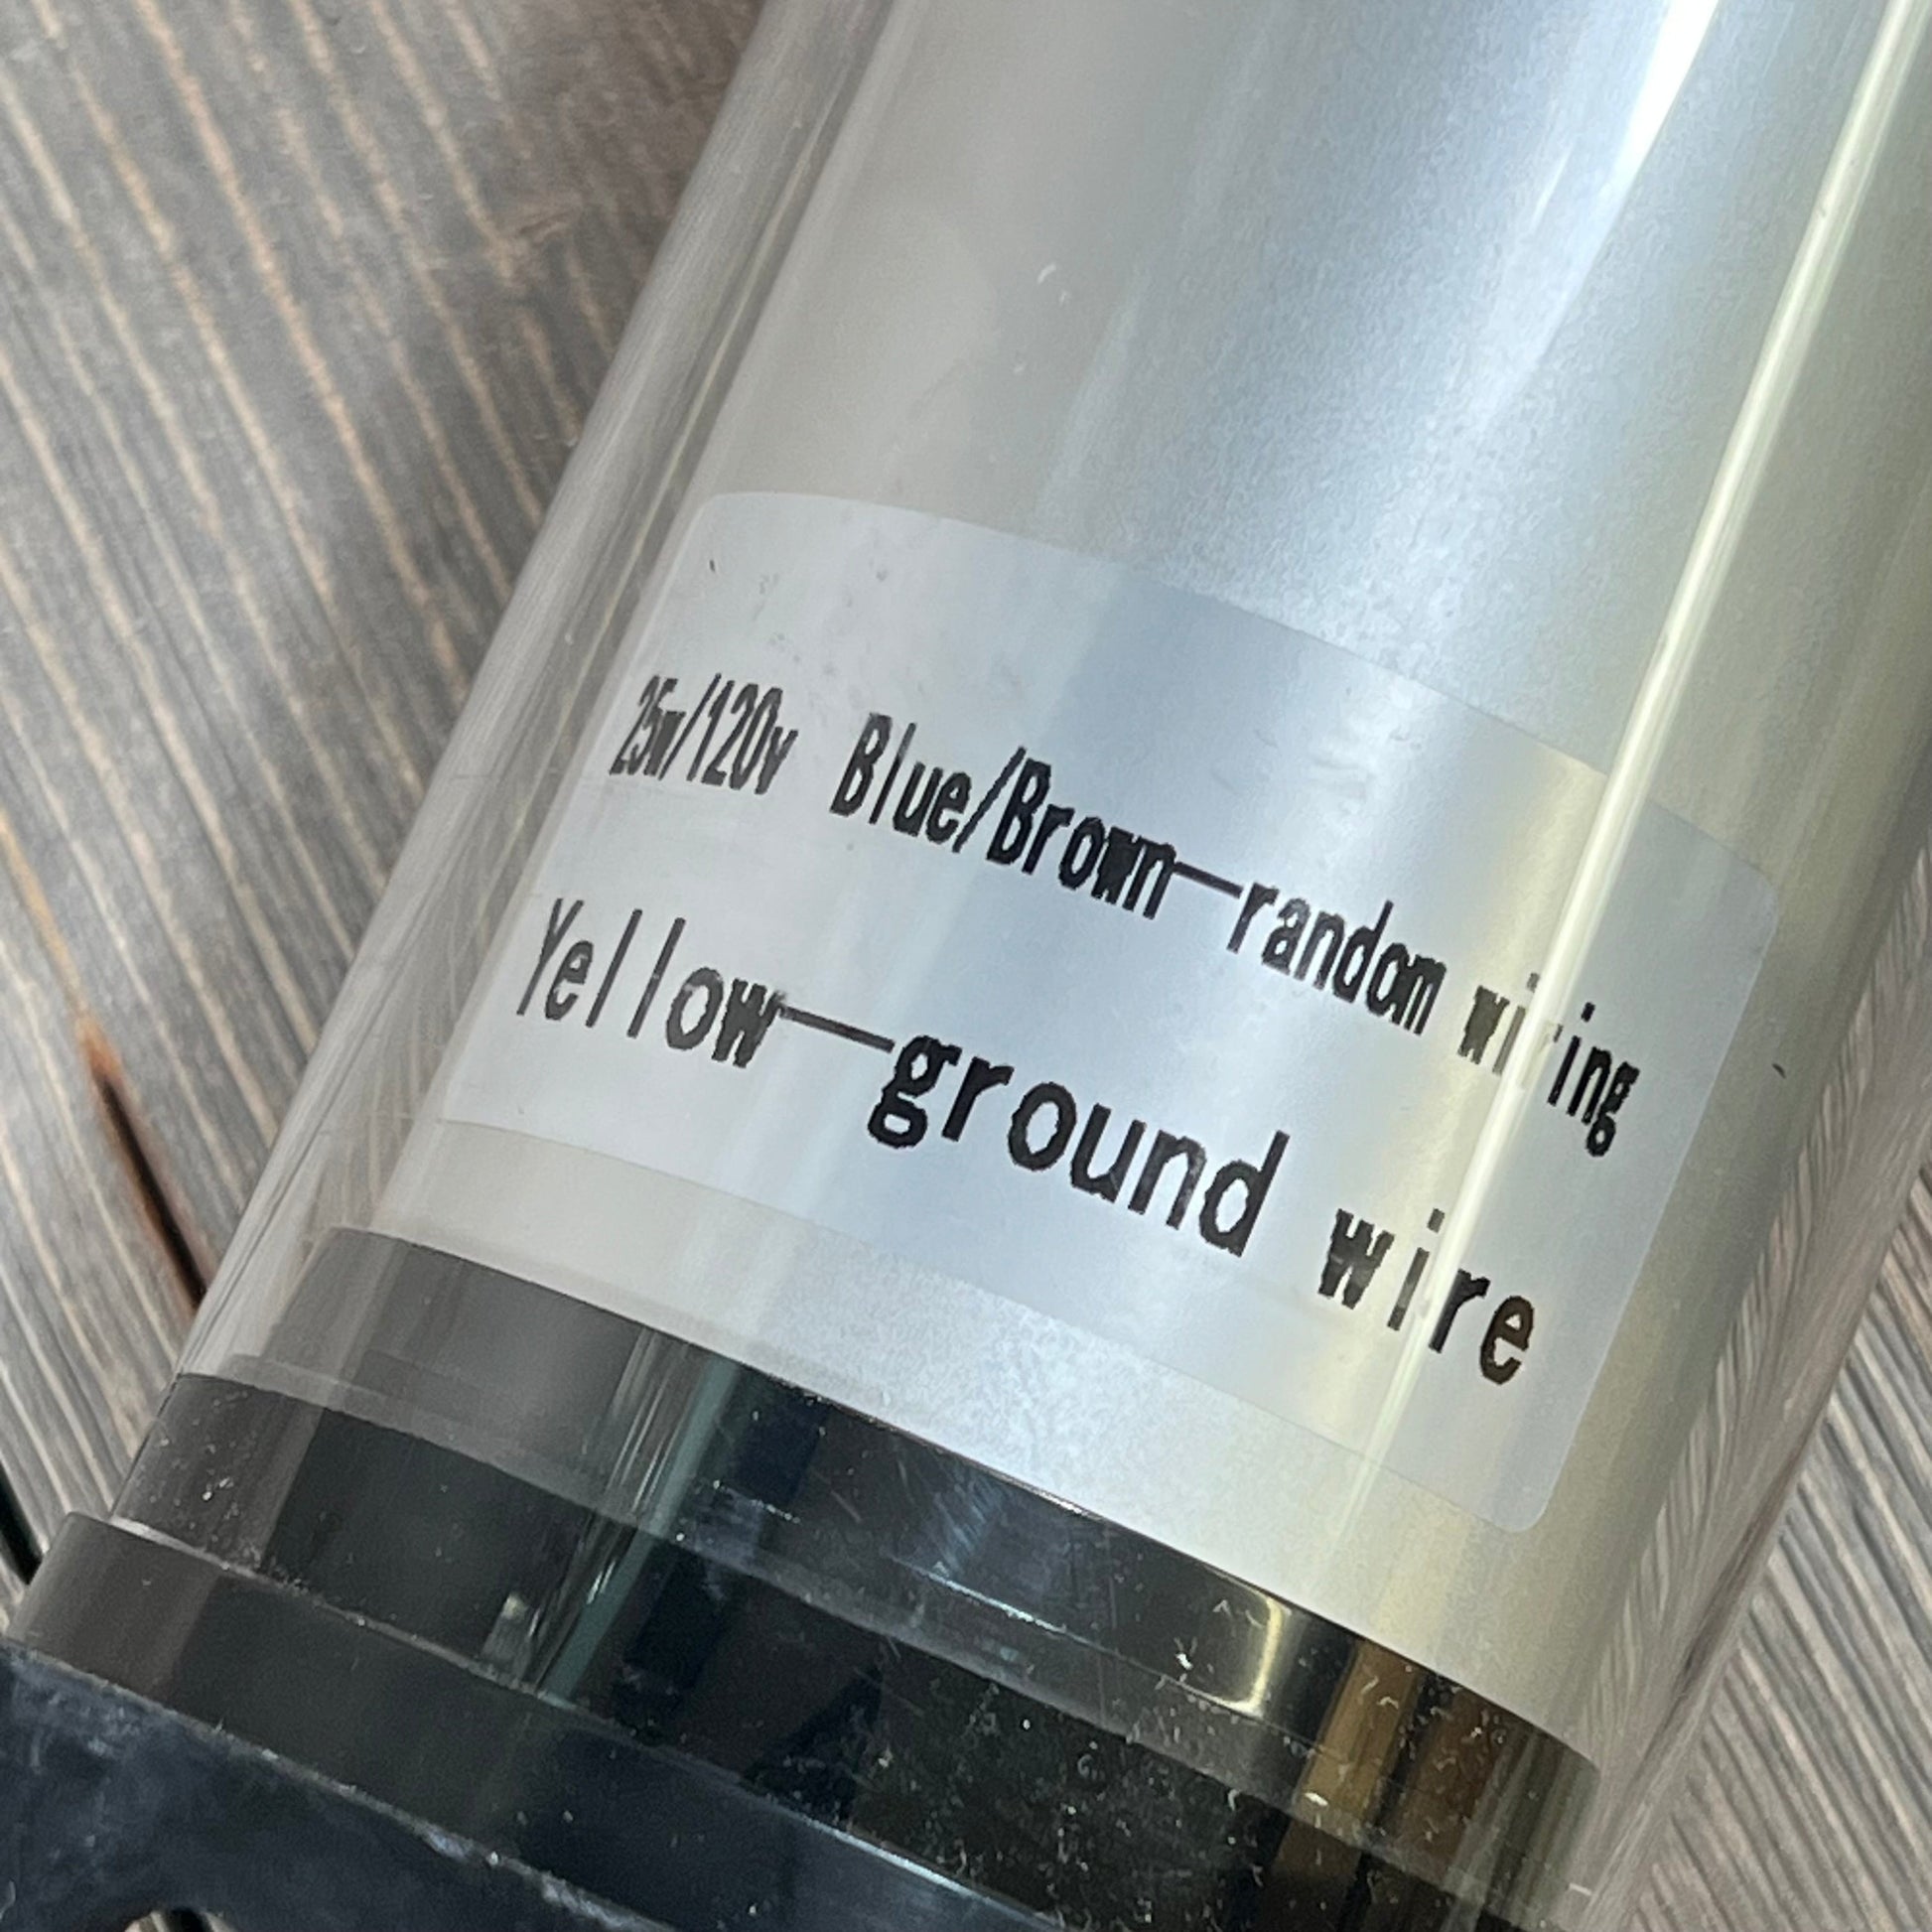 25w/120v Blue/Brown—random wiring
Yellow—ground wire